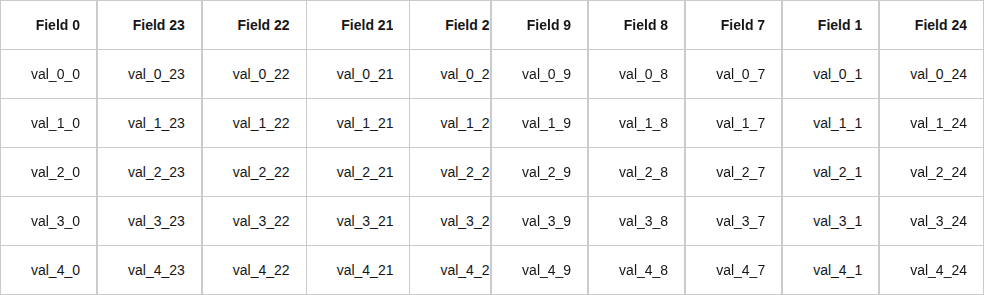 Field 0 Field 23 Field 22 Field 21 Field 2 Field 9 Field 8 Field 7 Field 1 Field 24
val_0_0 val_0_23 val_0_22 val_0_21 val_0_2 val_0_9 val_0_8 val_0_7 val_0_1 val_0_24
val_1_0 val_1_23 val_1_22 val_1_21 val_1_2 val_1_9 val_1_8 val_1_7 val_1_1 val_1_24
val_2_0 val_2_23 val_2_22 val_2_21 val_2_2 val_2_9 val_2_8 val_2_7 val_2_1 val_2_24
val_3_0 val_3_23 val_3_22 val_3_21 val_3_2 val_3_9 val_3_8 val_3_7 val_3_1 val_3_24
val_4_0 val_4_23 val_4_22 val_4_21 val_4_2 val_4_9 val_4_8 val_4_7 val_4_1 val_4_24